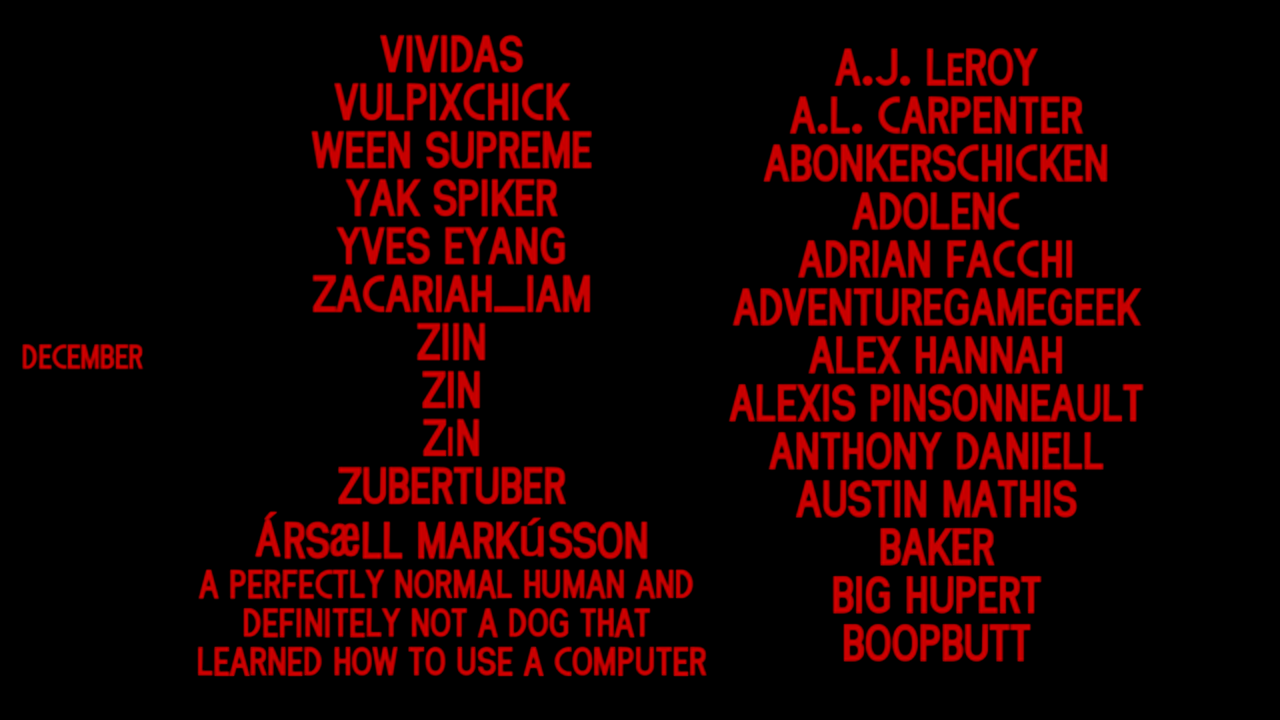 DECEMBER
VIVIDAS
VULPIXCHICK
WEEN SUPREME
YAK SPIKER
YVES EYANG
ZACARIAH_IAM
ZIIN
ZIN
ZıN
ZUBERTUBER
ÁRSæLL MARKúSSON
A PERFECTLY NORMAL HUMAN AND
DEFINITELY NOT A DOG THAT
LEARNED HOW TO USE A COMPUTER
A.J. LeROY
A.L. CARPENTER
ABONKERSCHICKEN
ADOLENC
ADRIAN FACCHI
ADVENTUREGAMEGEEK
ALEX HANNAH
ALEXIS PINSONNEAULT
ANTHONY DANIELL
AUSTIN MATHIS
BAKER
BIG HUPERT
BOOPBUTT